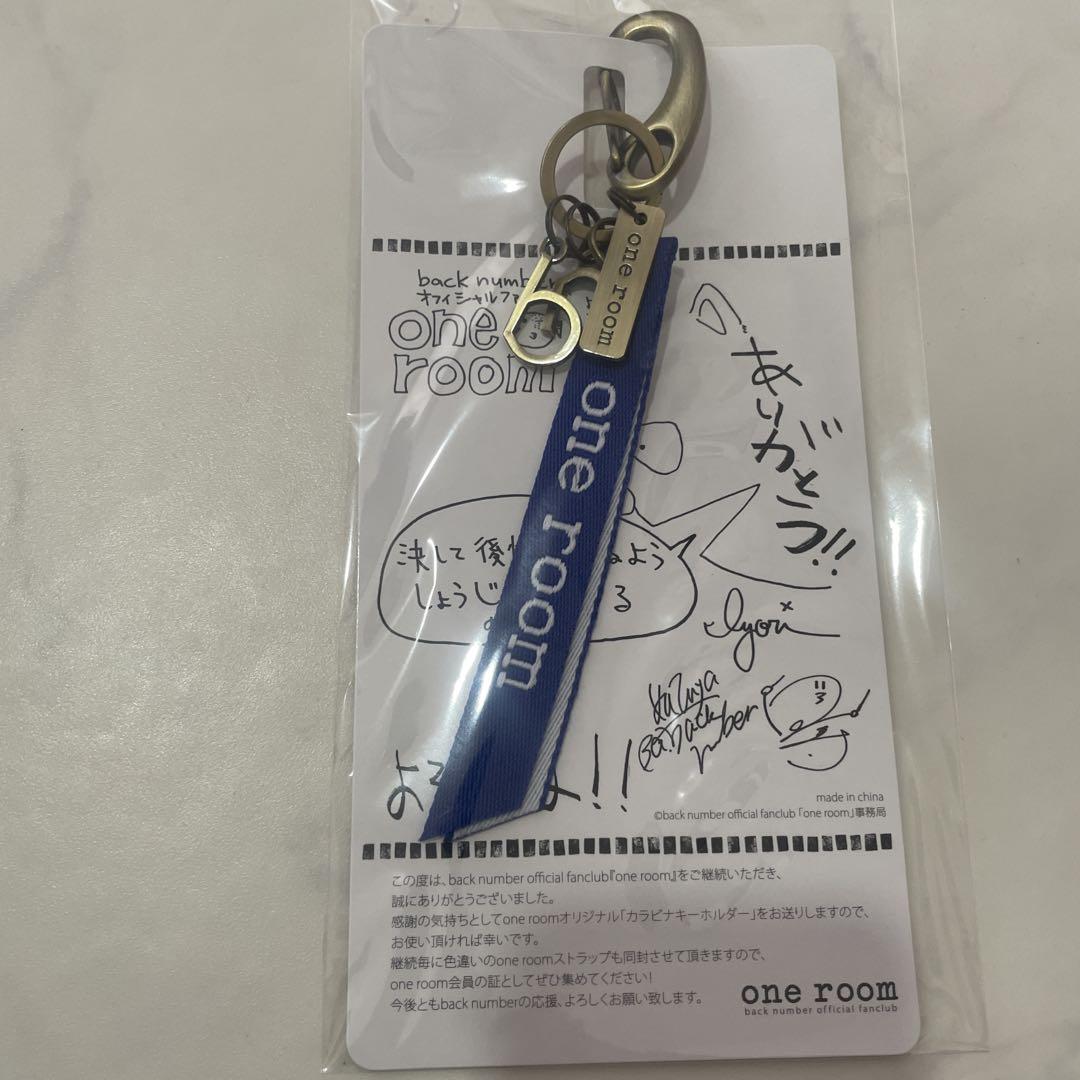 back number
オフィシャルファ
one
room
ありがとう!!
one room
one room
決して後 よう
しょうじ る
Iyori
Kazuya
back number
!!
made in china
©back number official fanclub「one room」事務局
この度は、back number official fanclub『one room』をご継続いただき、
誠にありがとうございました。
感謝の気持ちとしてone roomオリジナル「カラビナキーホルダー」をお送りしますので、
お使い頂ければ幸いです。
継続毎に色違いのone roomストラップも同封させて頂きますので、
one room会員の証としてぜひ集めてください!
今後ともback numberの応援、よろしくお願い致します。
one room
back number official fanclub